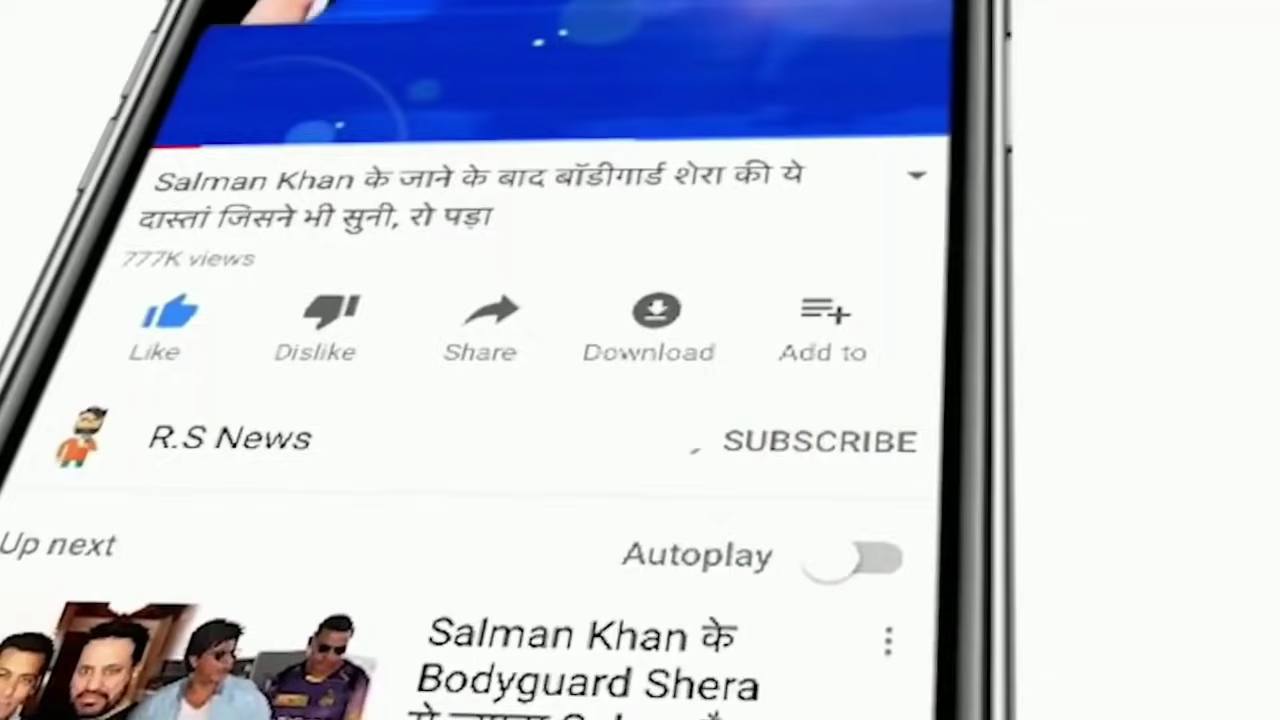 Salman Khan के जाने के बाद बॉडीगार्ड शेरा की ये
दास्तां जिसने भी सुनी, रो पड़ा
777K views
Like Dislike Share Download Add to
R.S News SUBSCRIBE
Up next Autoplay
Salman Khan के
Bodyguard Shera